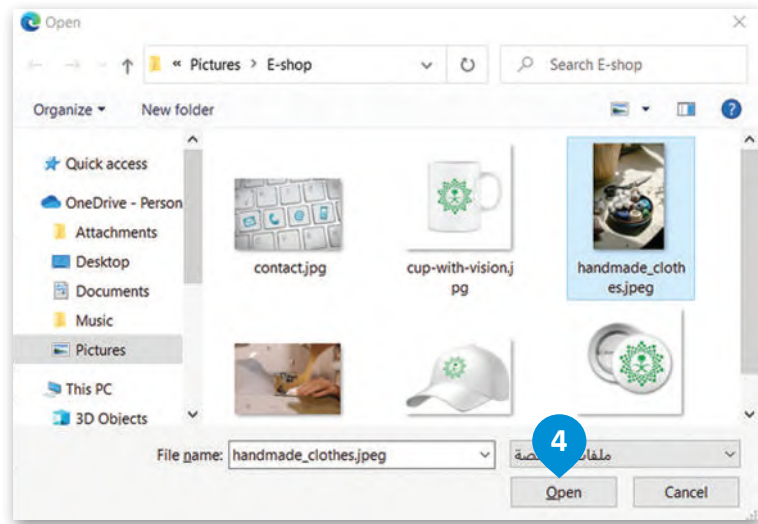 Open
« Pictures > E-shop
Search E-shop
Organize
New folder
Quick access
OneDrive - Person
Attachments
Desktop
Documents
Music
Pictures
This PC
3D Objects
contact.jpg
cup-with-vision.j
pg
handmade_cloth
es.jpeg
File name: handmade_clothes.jpeg
ملفات
4
Open
Cancel